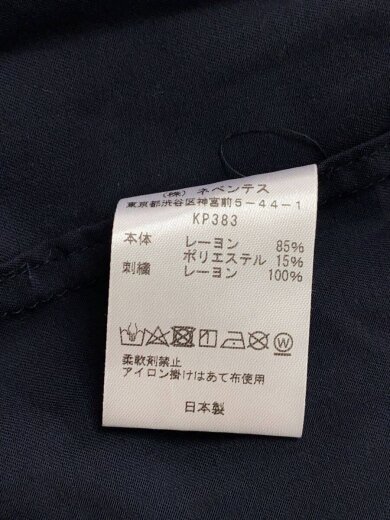 (株) ネペンテス
東京都渋谷区神宮前5-44-1
KP383
本体 レーヨン 85%
ポリエステル 15%
刺繍 レーヨン 100%
柔軟剤禁止
アイロン掛けはあて布使用
日本製